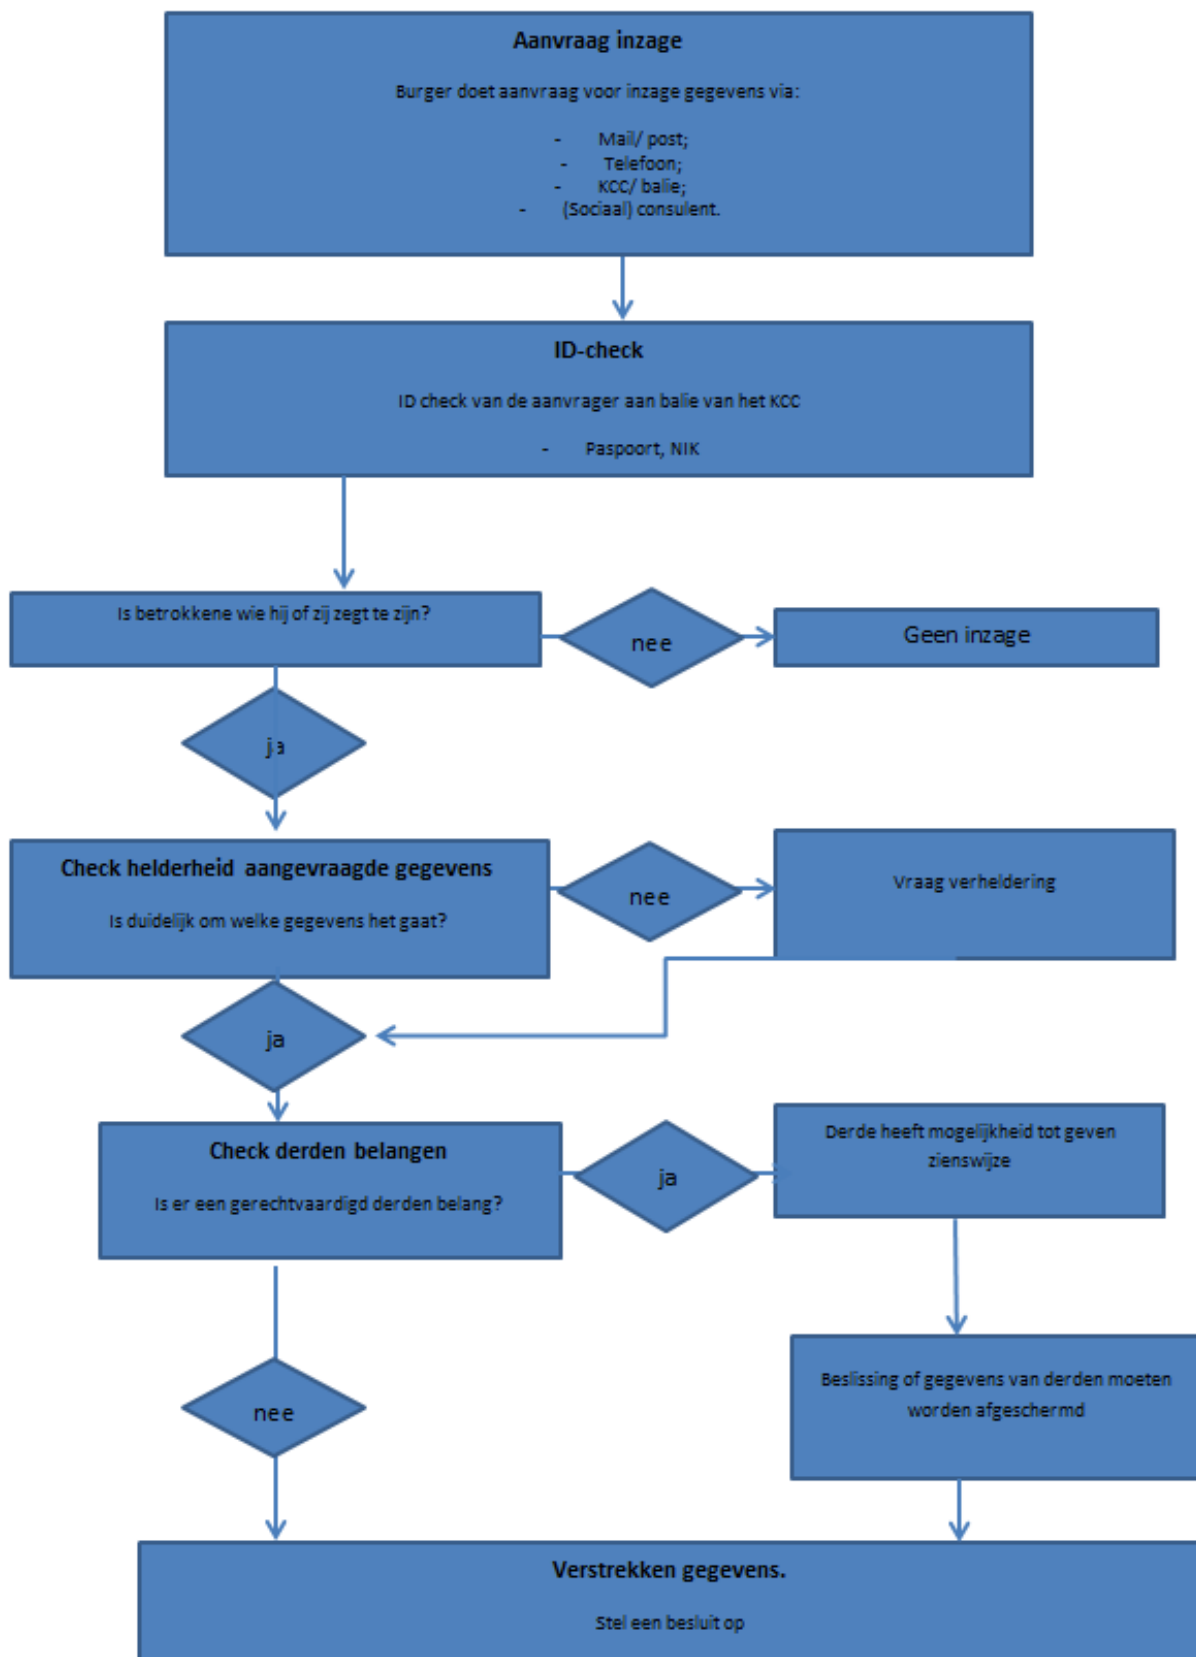 Aanvraag inzage
Burger doet aanvraag voor inzage gegevens via:
- Mail/ post;
- Telefoon;
- KCC/ balie;
- (Sociaal) consulent.
ID-check
ID check van de aanvrager aan balie van het KCC
- Paspoort, NIK
Is betrokkene wie hij of zij zegt te zijn?
nee
Geen inzage
ja
Check helderheid aangevraagde gegevens
Is duidelijk om welke gegevens het gaat?
nee
Vraag verheldering
ja
Check derden belangen
Is er een gerechtvaardigd derden belang?
ja
Derde heeft mogelijkheid tot geven
zienswijze
Beslissing of gegevens van derden moeten
worden afgeschermd
nee
Verstrekken gegevens.
Stel een besluit op